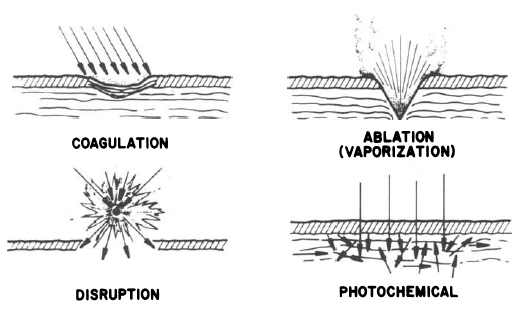 COAGULATION
ABLATION
(VAPORIZATION)
DISRUPTION
PHOTOCHEMICAL